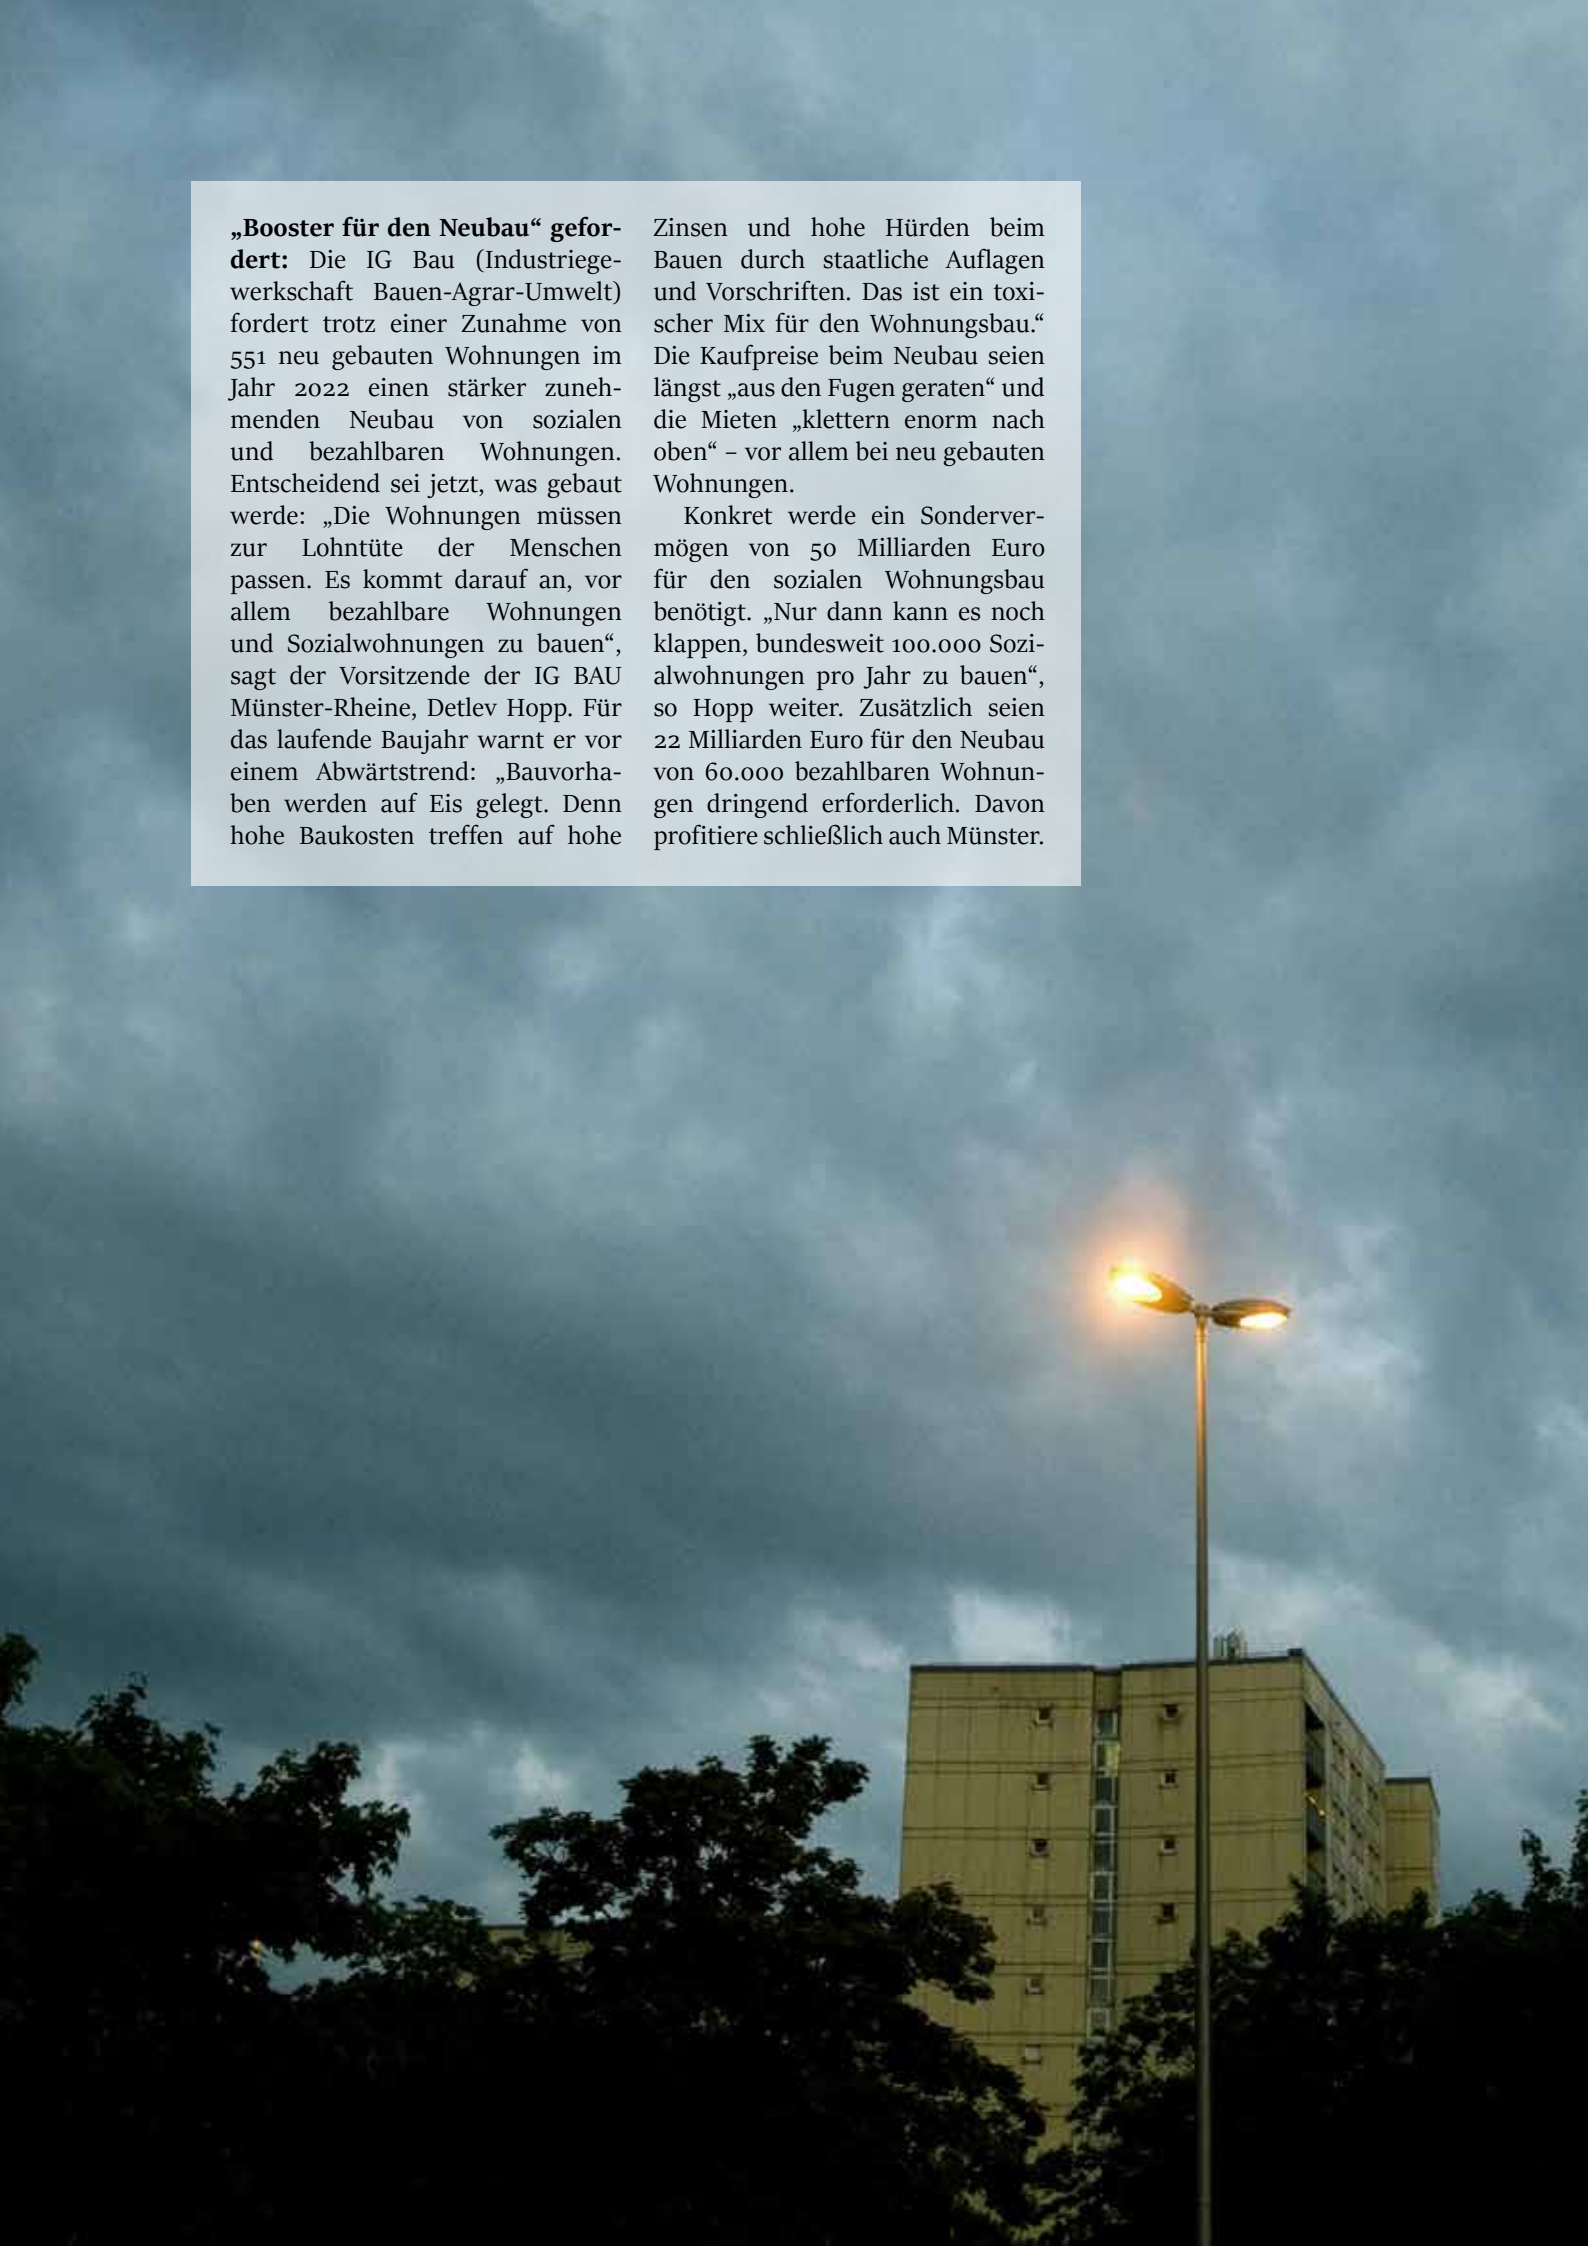 „Booster für den Neubau“ gefor-
dert: Die IG Bau (Industriege-
werkschaft Bauen-Agrar-Umwelt)
fordert trotz einer Zunahme von
551 neu gebauten Wohnungen im
Jahr 2022 einen stärker zuneh-
menden Neubau von sozialen
und bezahlbaren Wohnungen.
Entscheidend sei jetzt, was gebaut
werde: „Die Wohnungen müssen
zur Lohntüte der Menschen
passen. Es kommt darauf an, vor
allem bezahlbare Wohnungen
und Sozialwohnungen zu bauen“,
sagt der Vorsitzende der IG BAU
Münster-Rheine, Detlev Hopp. Für
das laufende Baujahr warnt er vor
einem Abwärtstrend: „Bauvorha-
ben werden auf Eis gelegt. Denn
hohe Baukosten treffen auf hohe
Zinsen und hohe Hürden beim
Bauen durch staatliche Auflagen
und Vorschriften. Das ist ein toxi-
scher Mix für den Wohnungsbau.“
Die Kaufpreise beim Neubau seien
längst „aus den Fugen geraten“ und
die Mieten „klettern enorm nach
oben“ – vor allem bei neu gebauten
Wohnungen.
Konkret werde ein Sonderver-
mögen von 50 Milliarden Euro
für den sozialen Wohnungsbau
benötigt. „Nur dann kann es noch
klappen, bundesweit 100.000 Sozi-
alwohnungen pro Jahr zu bauen“,
so Hopp weiter. Zusätzlich seien
22 Milliarden Euro für den Neubau
von 60.000 bezahlbaren Wohnun-
gen dringend erforderlich. Davon
profitiere schließlich auch Münster.